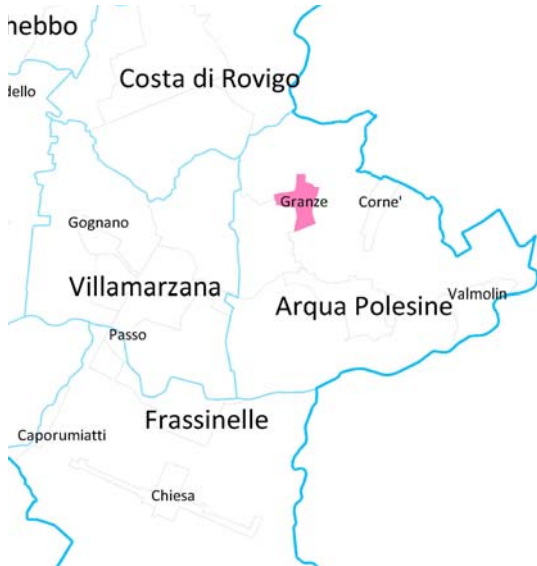 hebbo
Costa di Rovigo
dello
Granze
Corne'
Gognano
Villamarzana
Arqua Polesine
Valmolin
Passo
Frassinelle
Caporumiatti
Chiesa